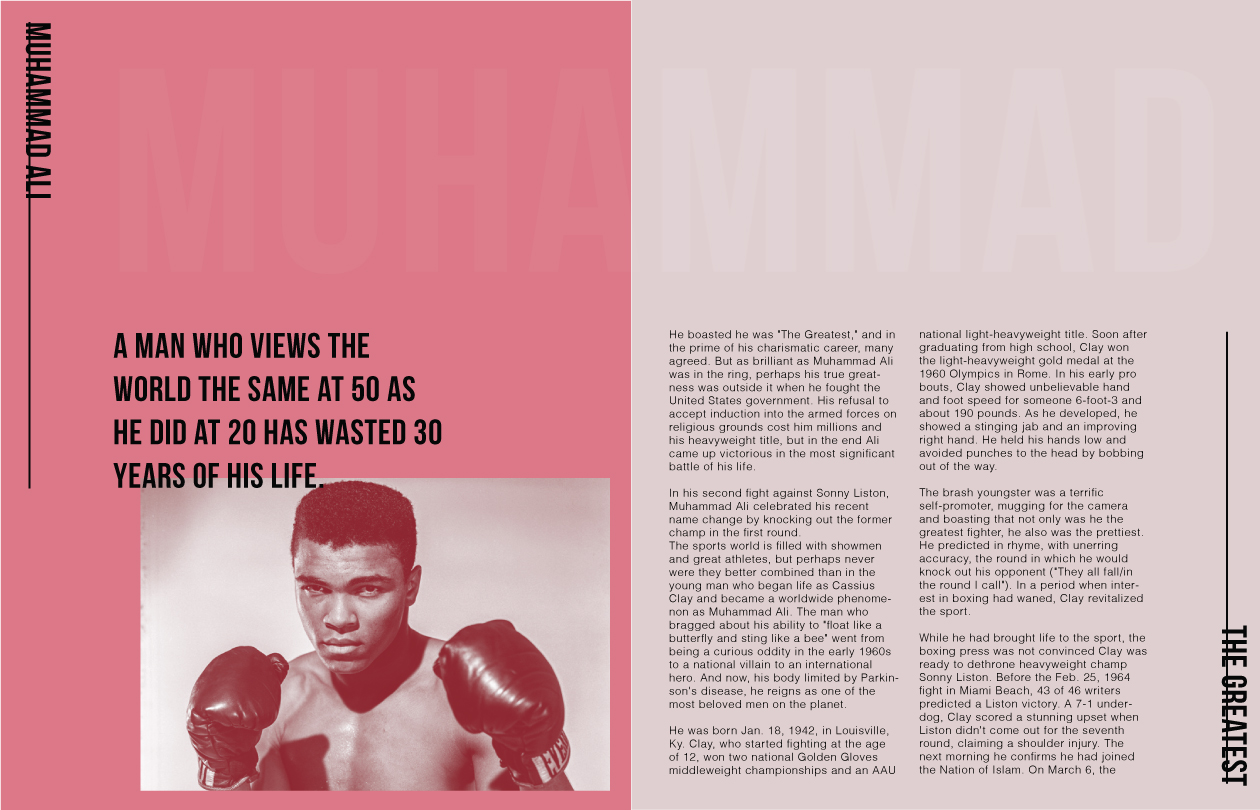 MUHAMMAD ALI
MUHAMMAD
A MAN WHO VIEWS THE
WORLD THE SAME AT 50 AS
HE DID AT 20 HAS WASTED 30
YEARS OF HIS LIFE.
He boasted he was "The Greatest," and in
the prime of his charismatic career, many
agreed. But as brilliant as Muhammad Ali
was in the ring, perhaps his true great-
ness was outside it when he fought the
United States government. His refusal to
accept induction into the armed forces on
religious grounds cost him millions and
his heavyweight title, but in the end Ali
came up victorious in the most significant
battle of his life.
In his second fight against Sonny Liston,
Muhammad Ali celebrated his recent
name change by knocking out the former
champ in the first round.
The sports world is filled with showmen
and great athletes, but perhaps never
were they better combined than in the
young man who began life as Cassius
Clay and became a worldwide phenome-
non as Muhammad Ali. The man who
bragged about his ability to "float like a
butterfly and sting like a bee" went from
being a curious oddity in the early 1960s
to a national villain to an international
hero. And now, his body limited by Parkin-
son's disease, he reigns as one of the
most beloved men on the planet.
He was born Jan. 18, 1942, in Louisville,
Ky. Clay, who started fighting at the age
of 12, won two national Golden Gloves
middleweight championships and an AAU
national light-heavyweight title. Soon after
graduating from high school, Clay won
the light-heavyweight gold medal at the
1960 Olympics in Rome. In his early pro
bouts, Clay showed unbelievable hand
and foot speed for someone 6-foot-3 and
about 190 pounds. As he developed, he
showed a stinging jab and an improving
right hand. He held his hands low and
avoided punches to the head by bobbing
out of the way.
The brash youngster was a terrific
self-promoter, mugging for the camera
and boasting that not only was he the
greatest fighter, he also was the prettiest.
He predicted in rhyme, with unerring
accuracy, the round in which he would
knock out his opponent ("They all fall/in
the round I call"). In a period when inter-
est in boxing had waned, Clay revitalized
the sport.
While he had brought life to the sport, the
boxing press was not convinced Clay was
ready to dethrone heavyweight champ
Sonny Liston. Before the Feb. 25, 1964
fight in Miami Beach, 43 of 46 writers
predicted a Liston victory. A 7-1 under-
dog, Clay scored a stunning upset when
Liston didn't come out for the seventh
round, claiming a shoulder injury. The
next morning he confirms he had joined
the Nation of Islam. On March 6, the
THE GREATEST